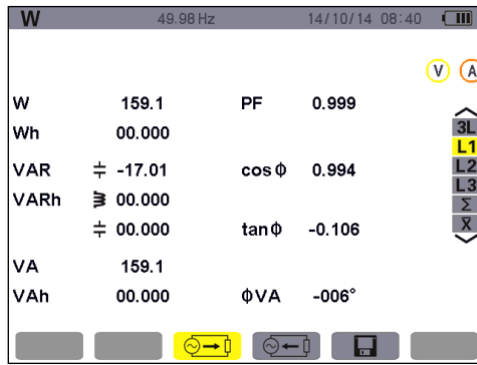 W 49.98 Hz 14/10/14 08:40
V A
W 159.1 PF 0.999
Wh 00.000
VAR -17.01 cos ϕ 0.994
VARh 00.000
00.000 tan ϕ -0.106
VA 159.1
VAh 00.000 ϕVA -006°
3L
L1
L2
L3
Σ
X̅